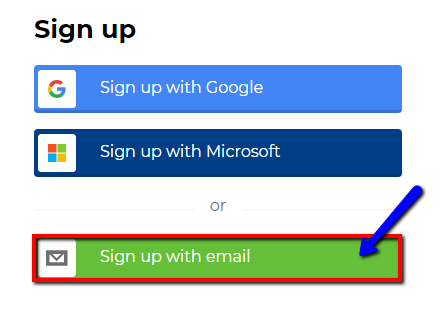 Sign up
Sign up with Google
Sign up with Microsoft
or
Sign up with email